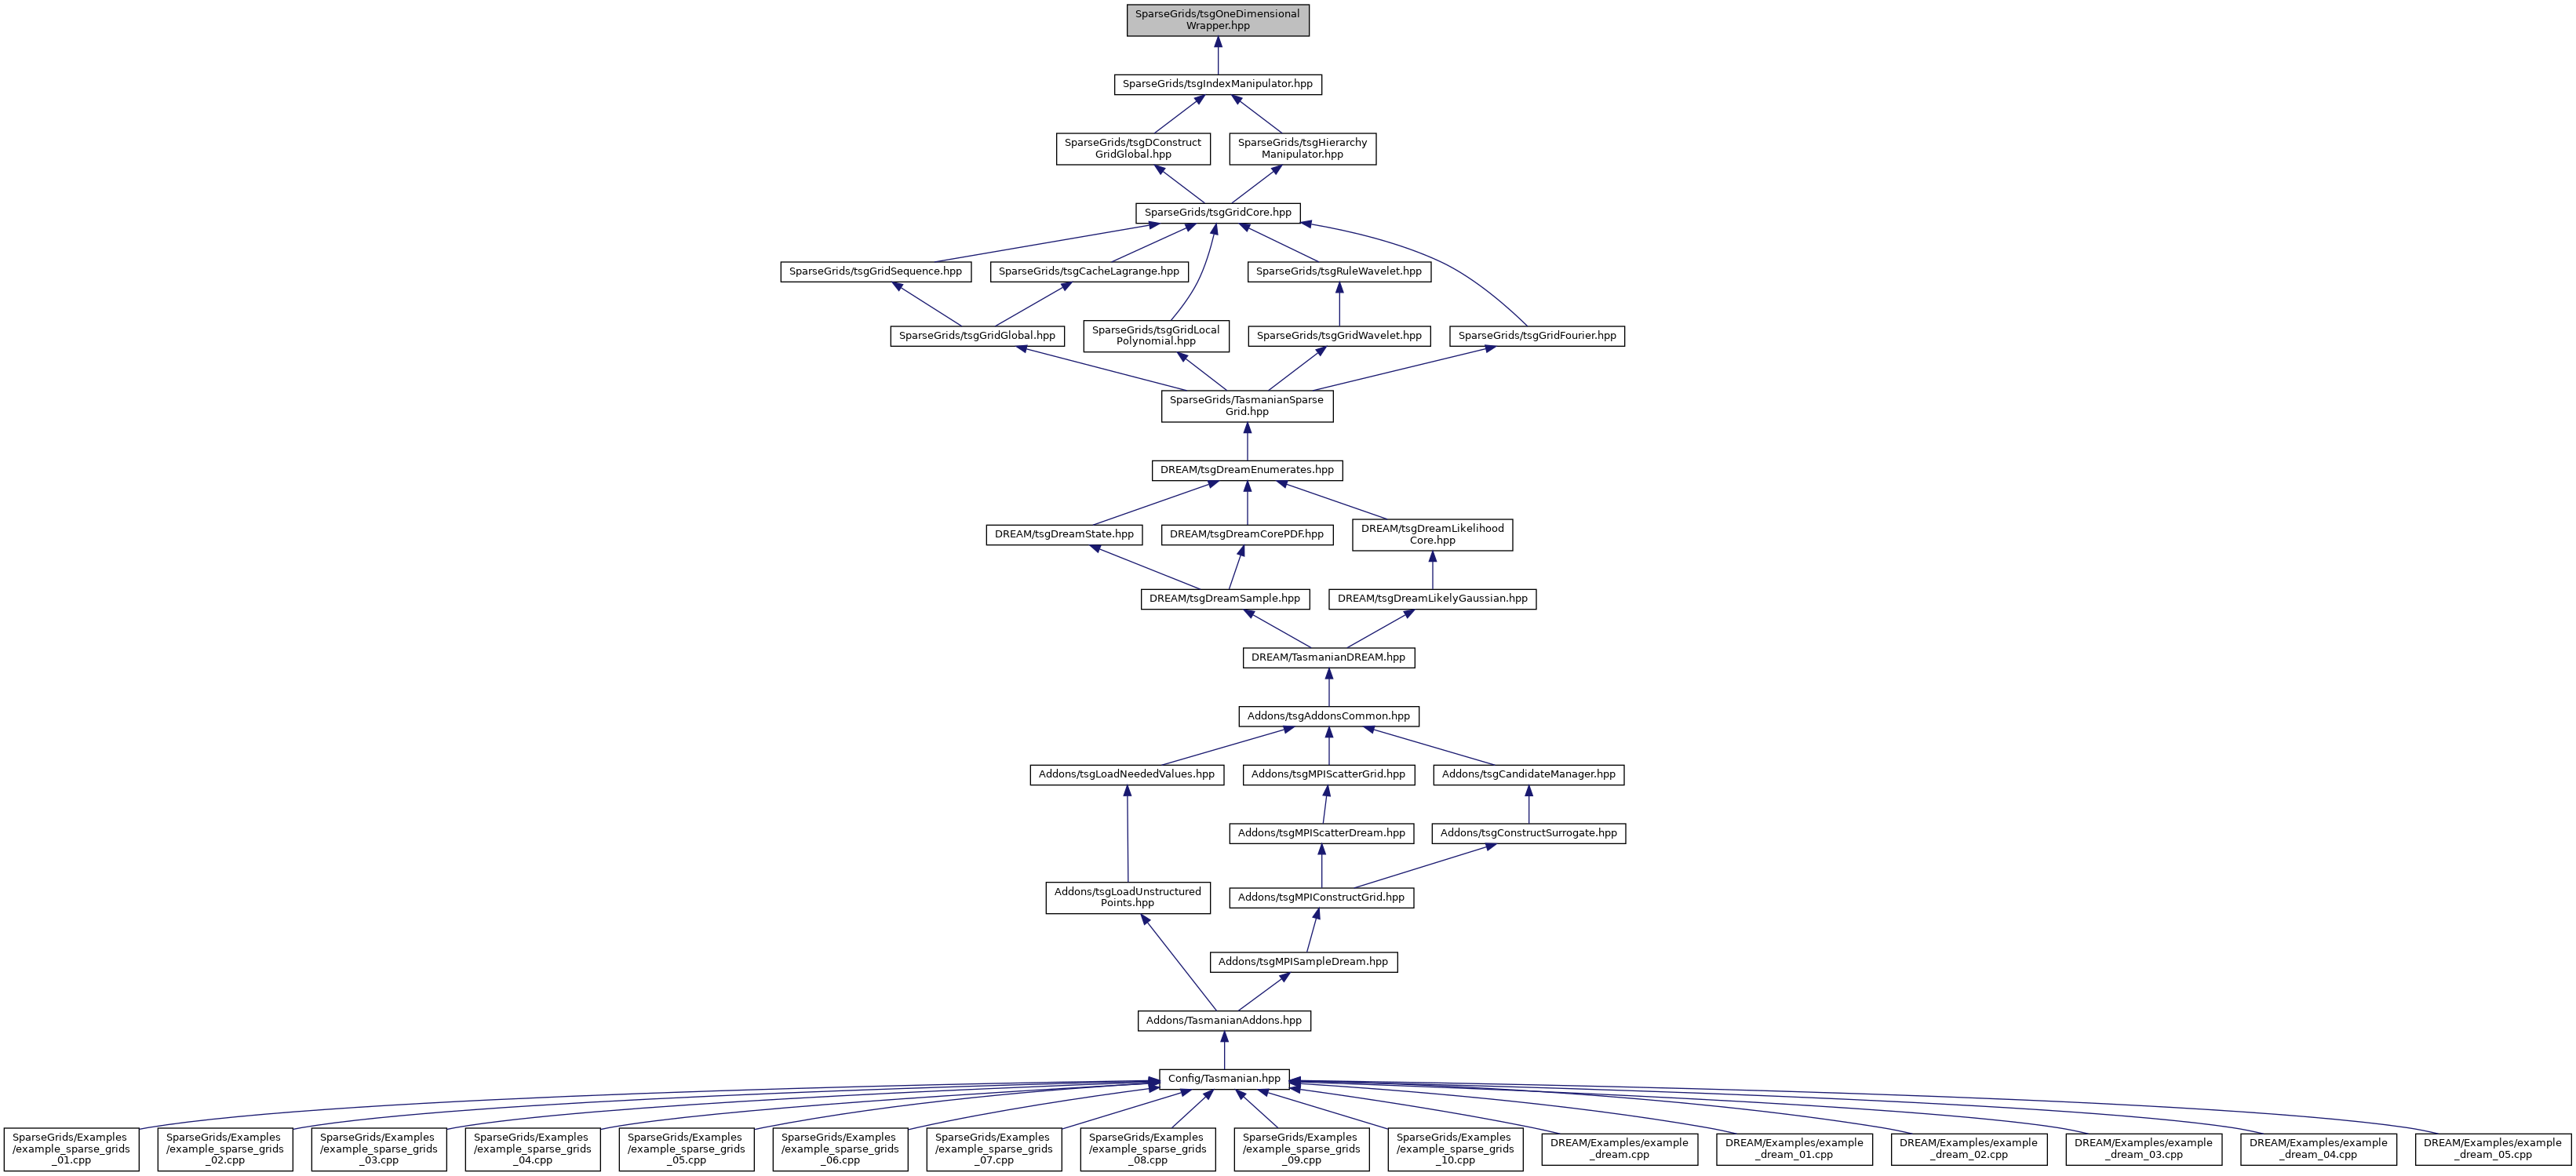 SparseGrids/tsgOneDimensional
Wrapper.hpp
SparseGrids/tsgIndexManipulator.hpp
SparseGrids/tsgDConstruct
GridGlobal.hpp
SparseGrids/tsgHierarchy
Manipulator.hpp
SparseGrids/tsgGridCore.hpp
SparseGrids/tsgGridSequence.hpp
SparseGrids/tsgCacheLagrange.hpp
SparseGrids/tsgRuleWavelet.hpp
SparseGrids/tsgGridGlobal.hpp
SparseGrids/tsgGridLocal
Polynomial.hpp
SparseGrids/tsgGridWavelet.hpp
SparseGrids/tsgGridFourier.hpp
SparseGrids/TasmanianSparse
Grid.hpp
DREAM/tsgDreamEnumerates.hpp
DREAM/tsgDreamState.hpp
DREAM/tsgDreamCorePDF.hpp
DREAM/tsgDreamLikelihood
Core.hpp
DREAM/tsgDreamSample.hpp
DREAM/tsgDreamLikelyGaussian.hpp
DREAM/TasmanianDREAM.hpp
Addons/tsgAddonsCommon.hpp
Addons/tsgLoadNeededValues.hpp
Addons/tsgMPIScatterGrid.hpp
Addons/tsgCandidateManager.hpp
Addons/tsgMPIScatterDream.hpp
Addons/tsgConstructSurrogate.hpp
Addons/tsgLoadUnstructured
Points.hpp
Addons/tsgMPIConstructGrid.hpp
Addons/tsgMPISampleDream.hpp
Addons/TasmanianAddons.hpp
Config/Tasmanian.hpp
SparseGrids/Examples
/example_sparse_grids
_01.cpp
SparseGrids/Examples
/example_sparse_grids
_02.cpp
SparseGrids/Examples
/example_sparse_grids
_03.cpp
SparseGrids/Examples
/example_sparse_grids
_04.cpp
SparseGrids/Examples
/example_sparse_grids
_05.cpp
SparseGrids/Examples
/example_sparse_grids
_06.cpp
SparseGrids/Examples
/example_sparse_grids
_07.cpp
SparseGrids/Examples
/example_sparse_grids
_08.cpp
SparseGrids/Examples
/example_sparse_grids
_09.cpp
SparseGrids/Examples
/example_sparse_grids
_10.cpp
DREAM/Examples/example
_dream.cpp
DREAM/Examples/example
_dream_01.cpp
DREAM/Examples/example
_dream_02.cpp
DREAM/Examples/example
_dream_03.cpp
DREAM/Examples/example
_dream_04.cpp
DREAM/Examples/example
_dream_05.cpp